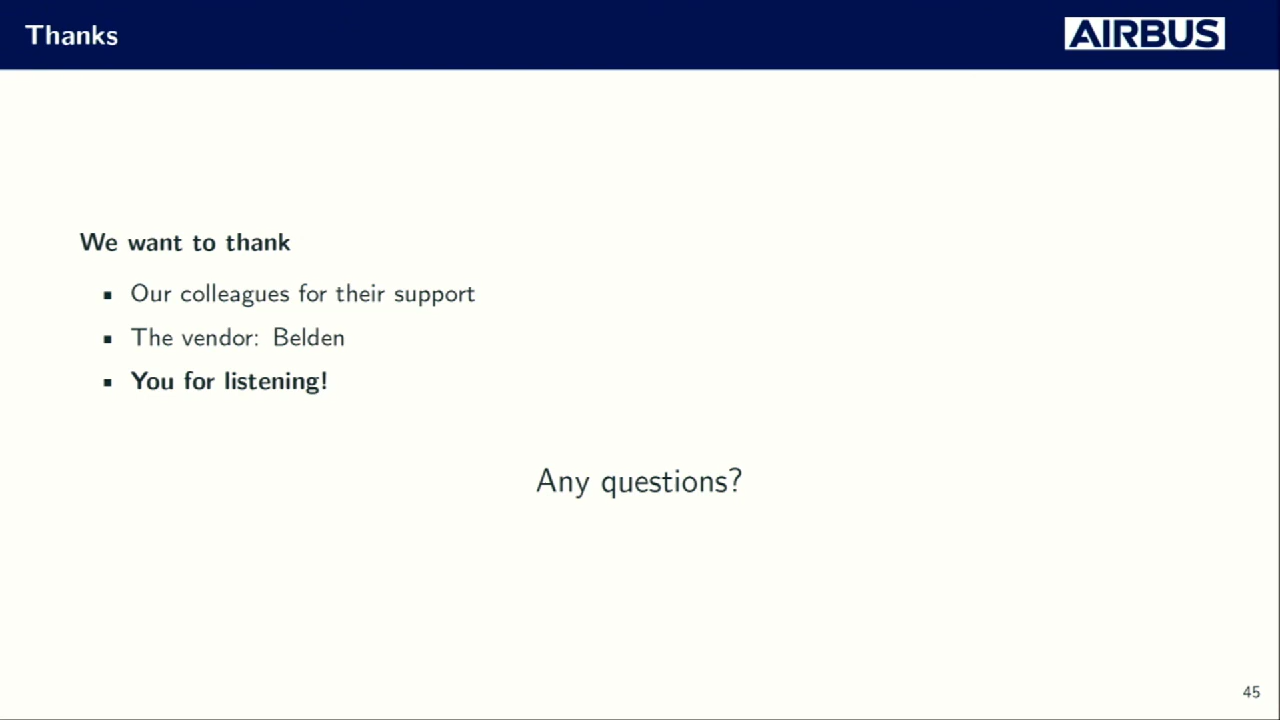 Thanks
AIRBUS
We want to thank
▪ Our colleagues for their support
▪ The vendor: Belden
▪ You for listening!
Any questions?
45